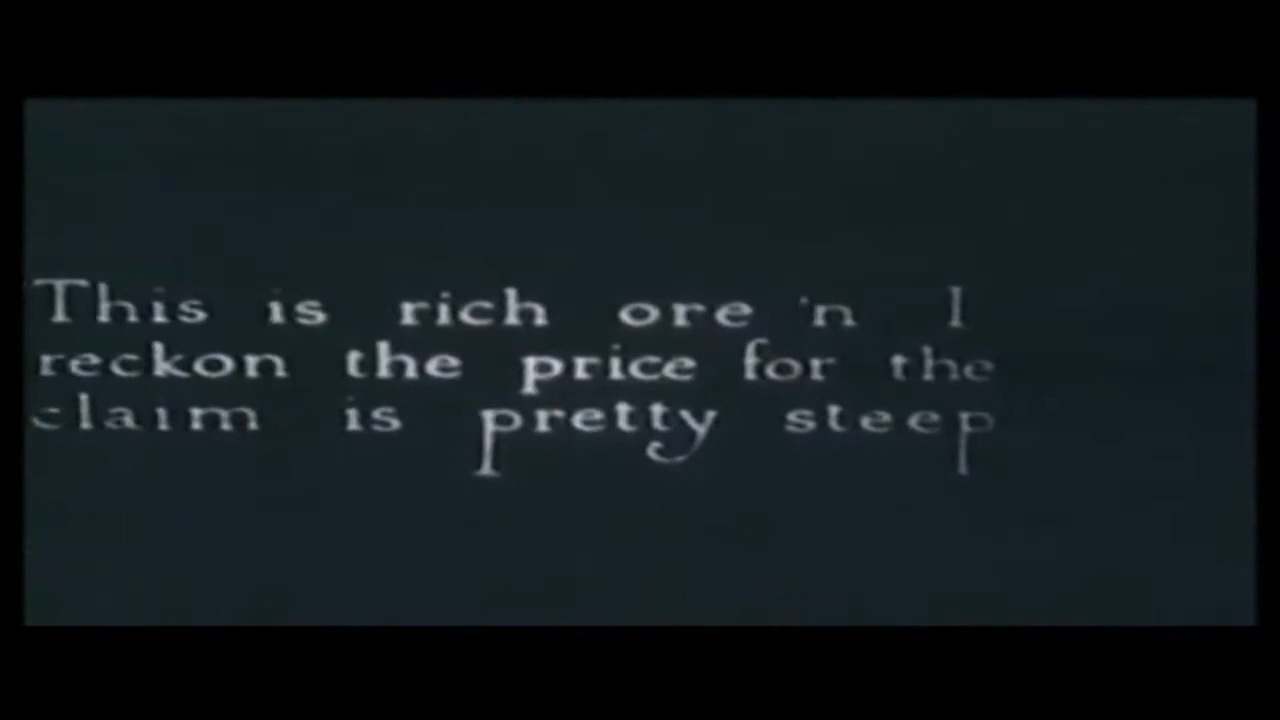 This is rich ore 'n I
reckon the price for the
claim is pretty steep